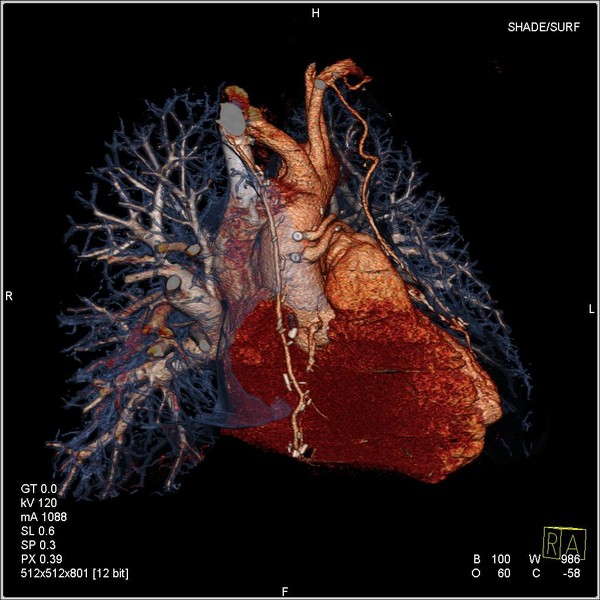 H
SHADE/SURF
R
L
GT 0.0
kV 120
mA 1088
SL 0.6
SP 0.3
PX 0.39
512x512x801 [12 bit]
R A
B 100 W 986
O 60 C -58
F